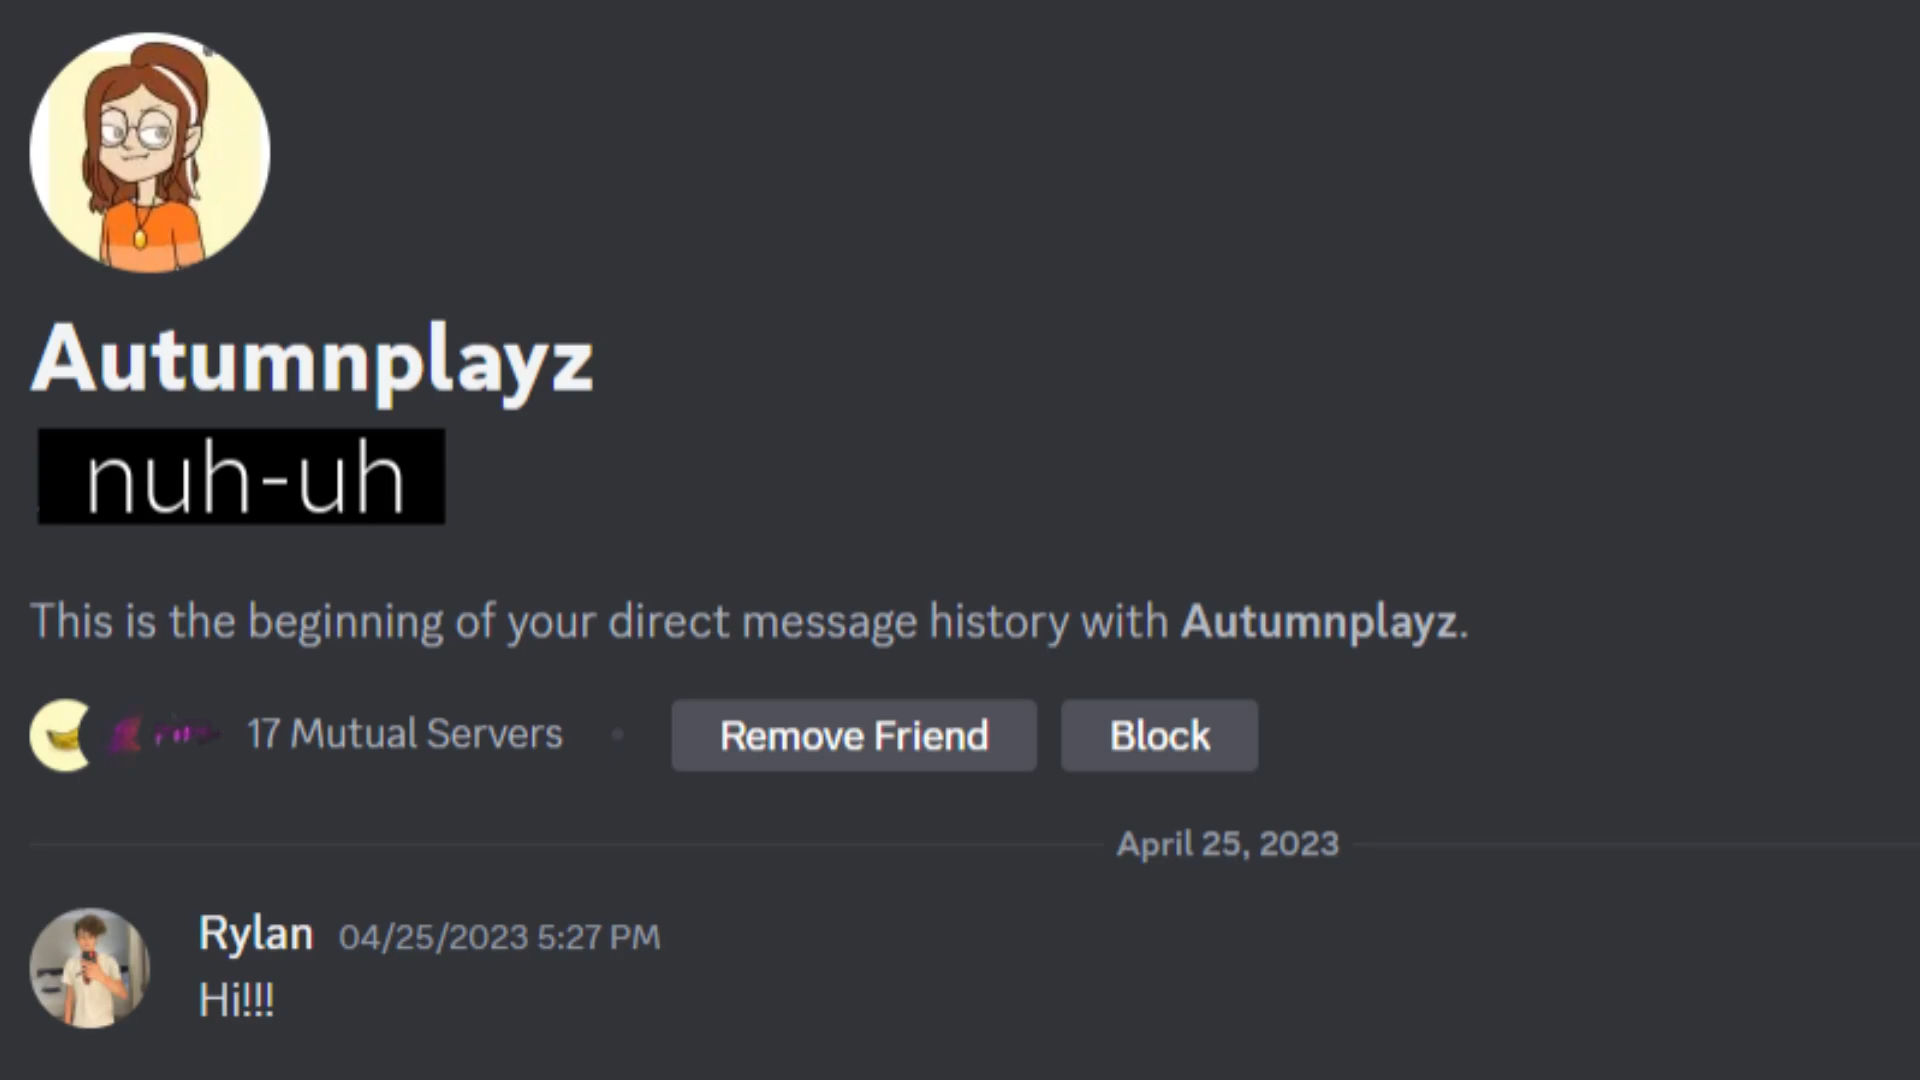 Autumnplayz
nuh-uh
This is the beginning of your direct message history with Autumnplayz.
17 Mutual Servers
Remove Friend
Block
April 25, 2023
Rylan 04/25/2023 5:27 PM
Hi!!!